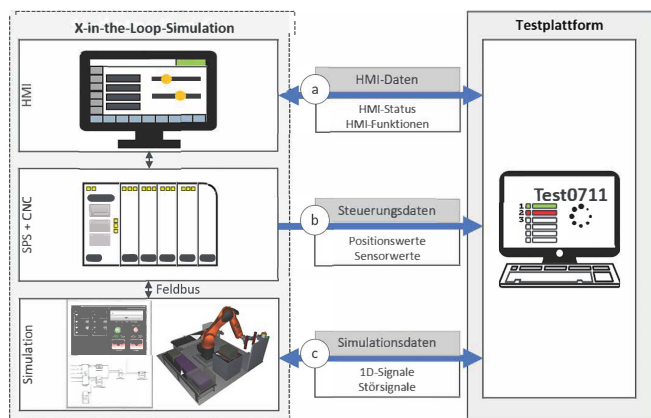 X-in-the-Loop-Simulation
Testplattform
HMI
a
HMI-Daten
HMI-Status
HMI-Funktionen
SPS + CNC
b
Steuerungsdaten
Positionswerte
Sensorwerte
Test0711
1
2
3
Feldbus
Simulation
c
Simulationsdaten
1D-Signale
Störsignale